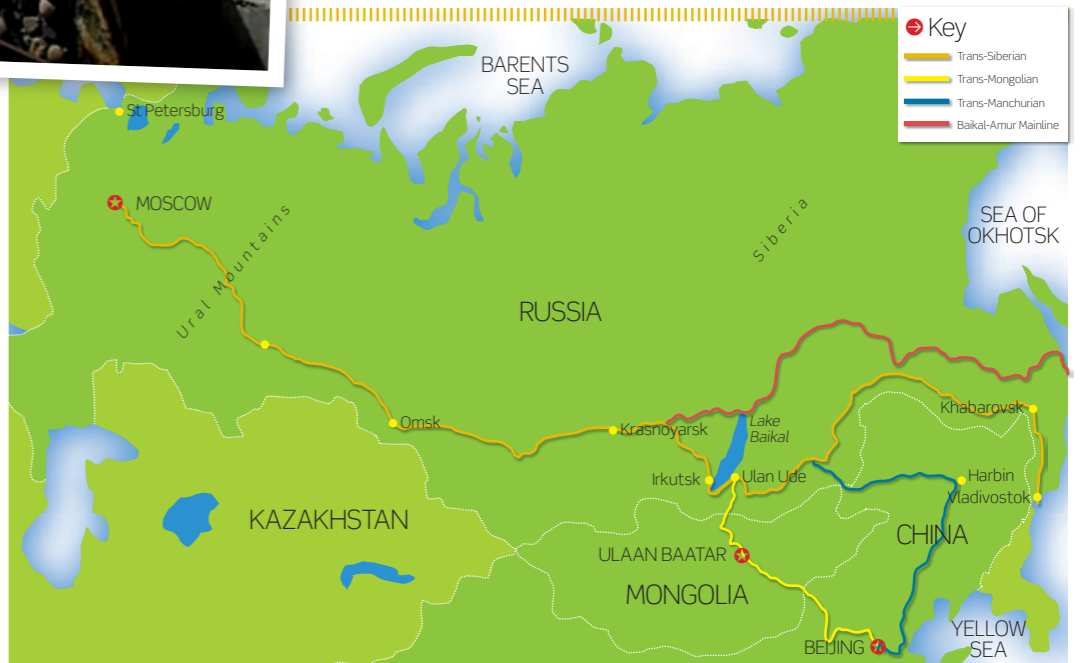 Key
Trans-Siberian
Trans-Mongolian
Trans-Manchurian
Baikal-Amur Mainline
BARENTS
SEA
St Petersburg
MOSCOW
Ural Mountains
Siberia
SEA OF
OKHOTSK
RUSSIA
Omsk
Krasnoyarsk
Lake
Baikal
Khabarovsk
Irkutsk
Ulan Ude
Harbin
Vladivostok
KAZAKHSTAN
CHINA
ULAAN BAATAR
MONGOLIA
BEIJING
YELLOW
SEA